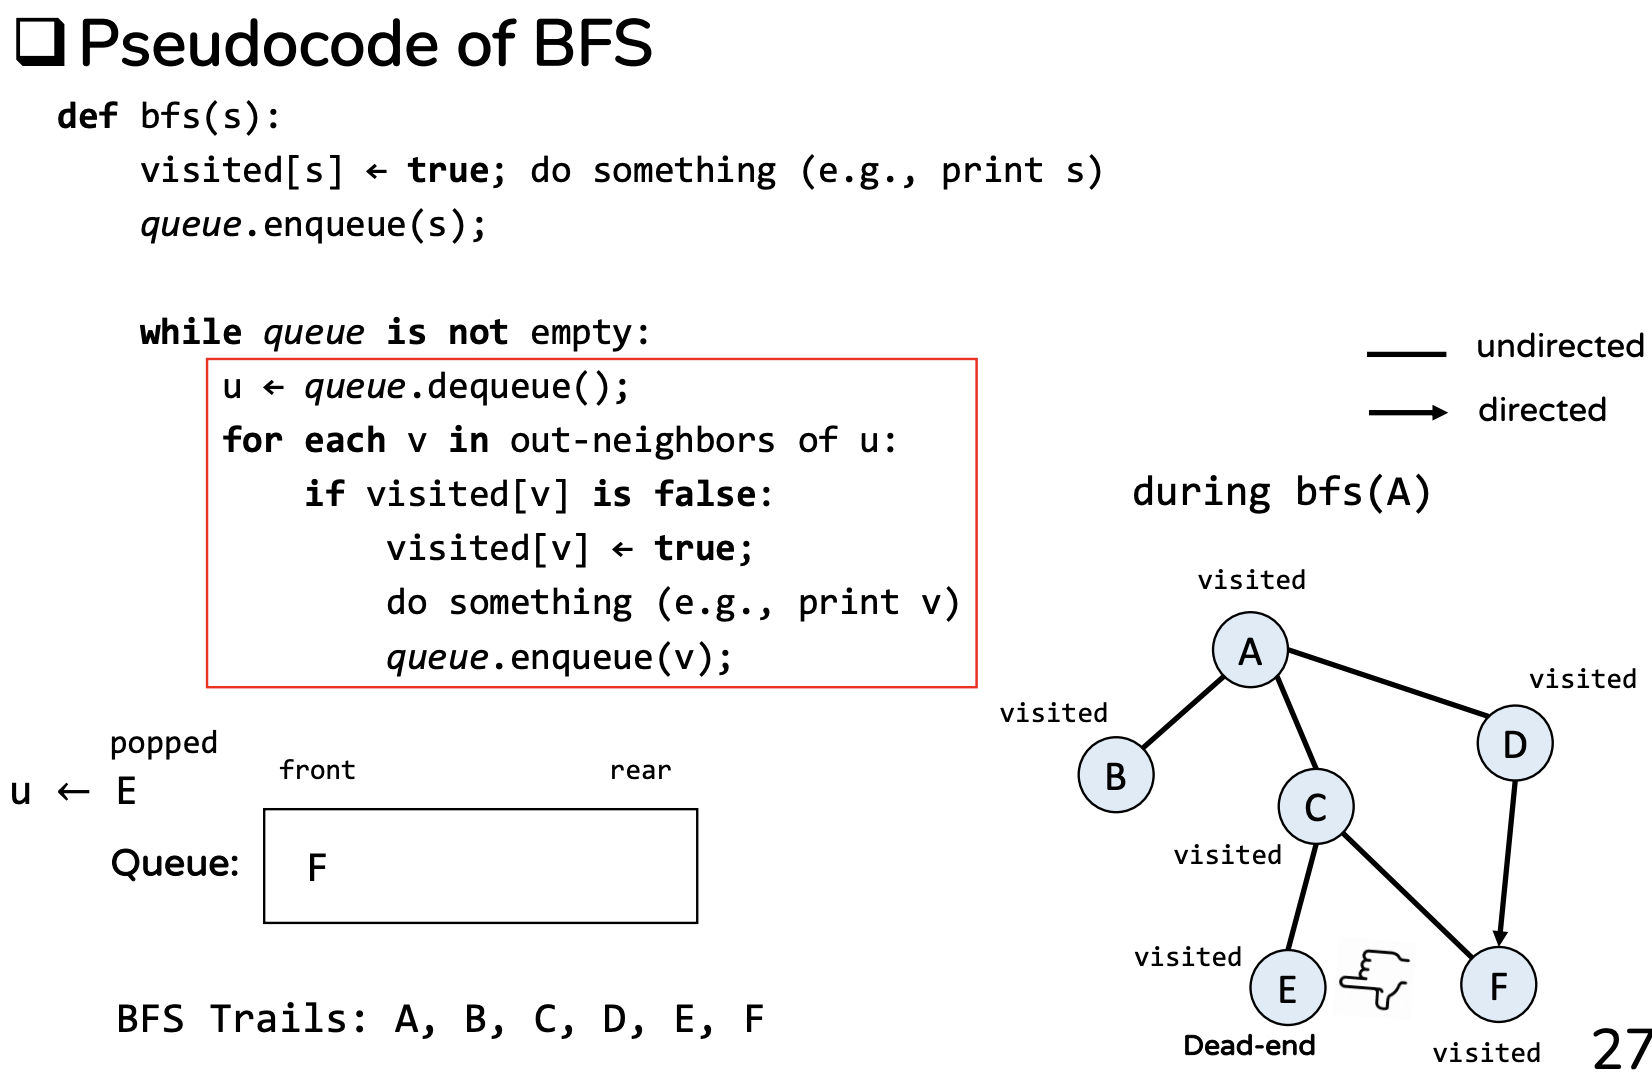 Pseudocode of BFS
def bfs(s):
visited[s] ← true; do something (e.g., print s)
queue.enqueue(s);
while queue is not empty:
u ← queue.dequeue();
for each v in out-neighbors of u:
if visited[v] is false:
visited[v] ← true;
do something (e.g., print v)
queue.enqueue(v);
undirected
directed
during bfs(A)
visited
A
visited
D
visited
B
C
visited
visited
E
F
Dead-end
visited
popped
u ← E
front rear
Queue: F
BFS Trails: A, B, C, D, E, F
27